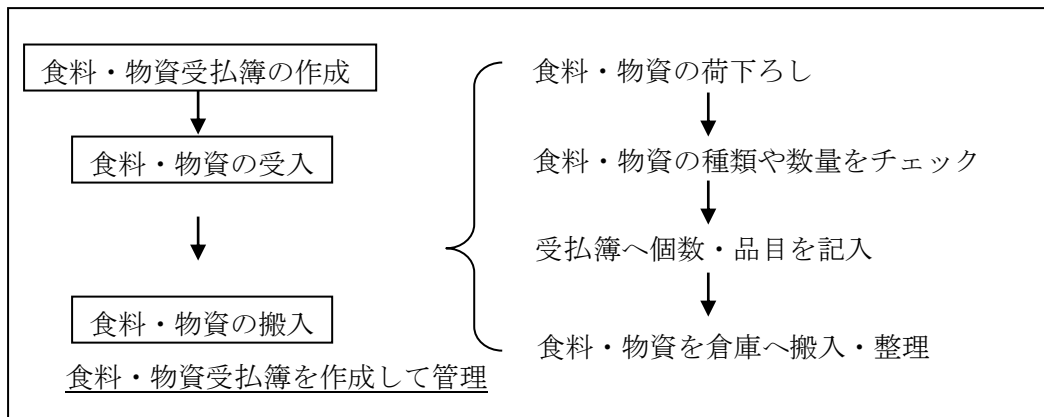 食料・物資受払簿の作成
食料・物資の受入
食料・物資の搬入
食料・物資受払簿を作成して管理
食料・物資の荷下ろし
食料・物資の種類や数量をチェック
受払簿へ個数・品目を記入
食料・物資を倉庫へ搬入・整理